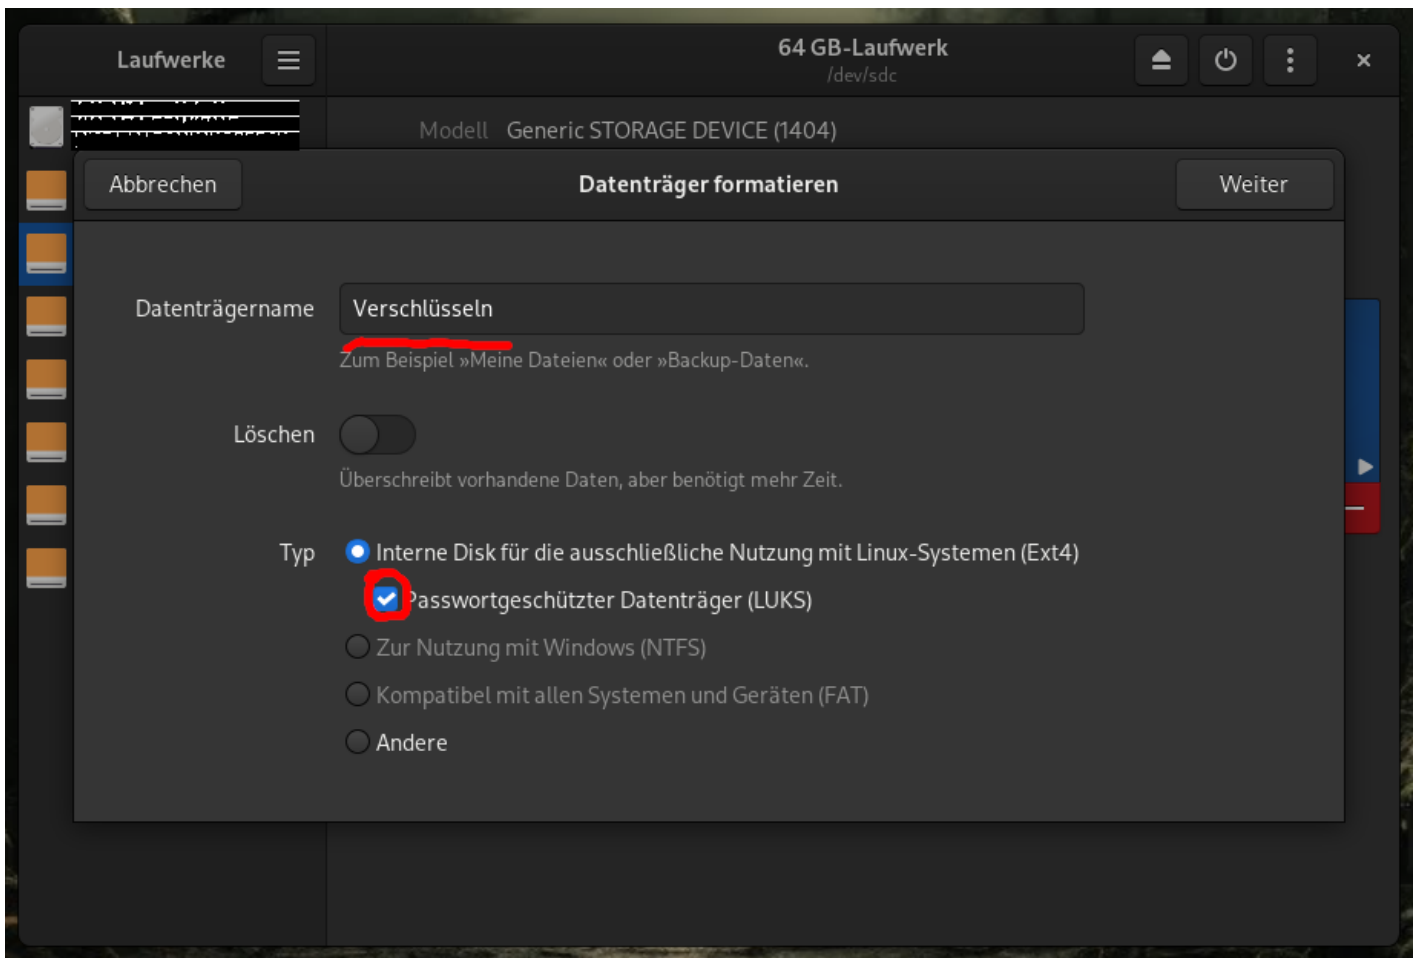 Laufwerke
64 GB-Laufwerk
/dev/sdc
Modell Generic STORAGE DEVICE (1404)
Abbrechen
Datenträger formatieren
Weiter
Datenträgername Verschlüsseln
Zum Beispiel »Meine Dateien« oder »Backup-Daten«.
Löschen
Überschreibt vorhandene Daten, aber benötigt mehr Zeit.
Typ Interne Disk für die ausschließliche Nutzung mit Linux-Systemen (Ext4)
Passwortgeschützter Datenträger (LUKS)
Zur Nutzung mit Windows (NTFS)
Kompatibel mit allen Systemen und Geräten (FAT)
Andere